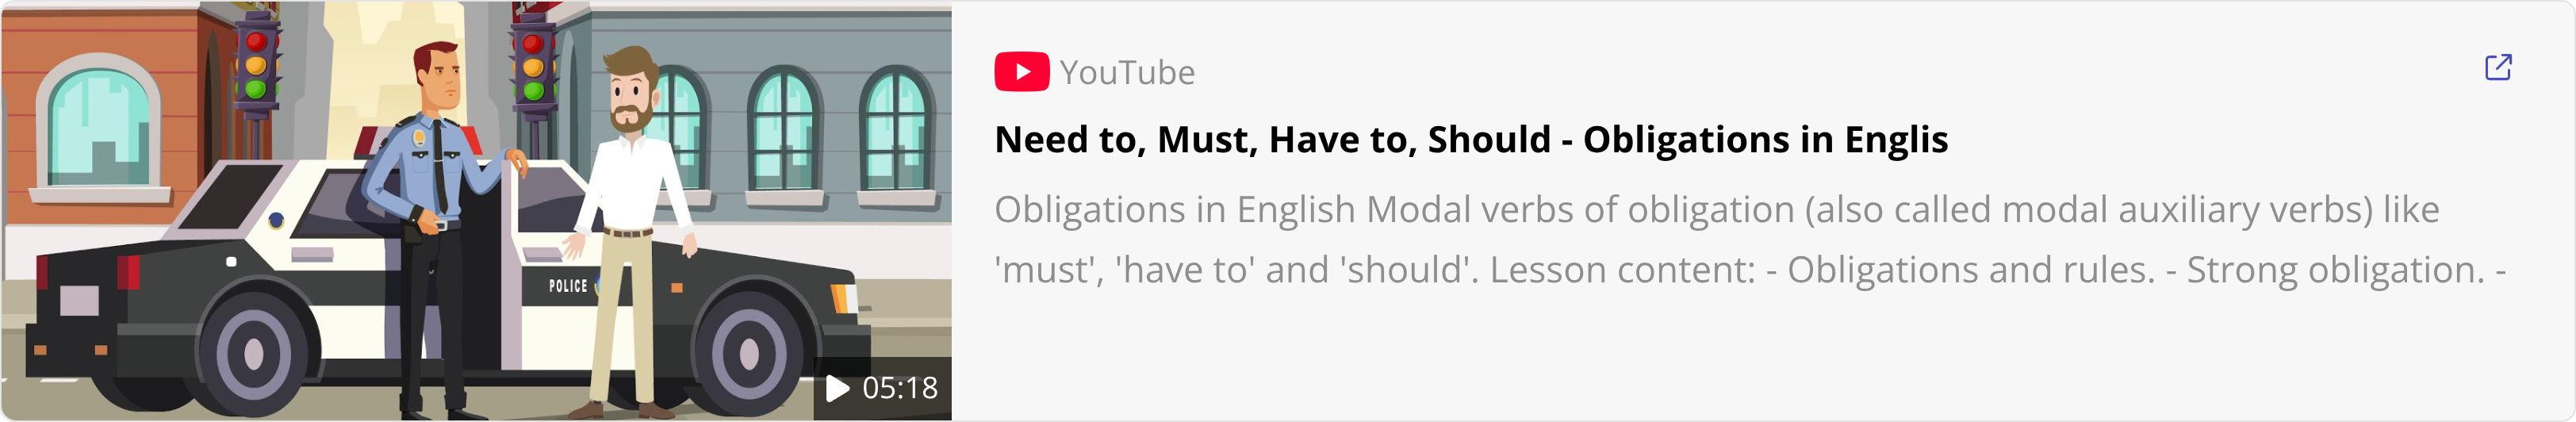 YouTube
Need to, Must, Have to, Should - Obligations in Englis
Obligations in English Modal verbs of obligation (also called modal auxiliary verbs) like
'must', 'have to' and 'should'. Lesson content: - Obligations and rules. - Strong obligation. -
POLICE
05:18